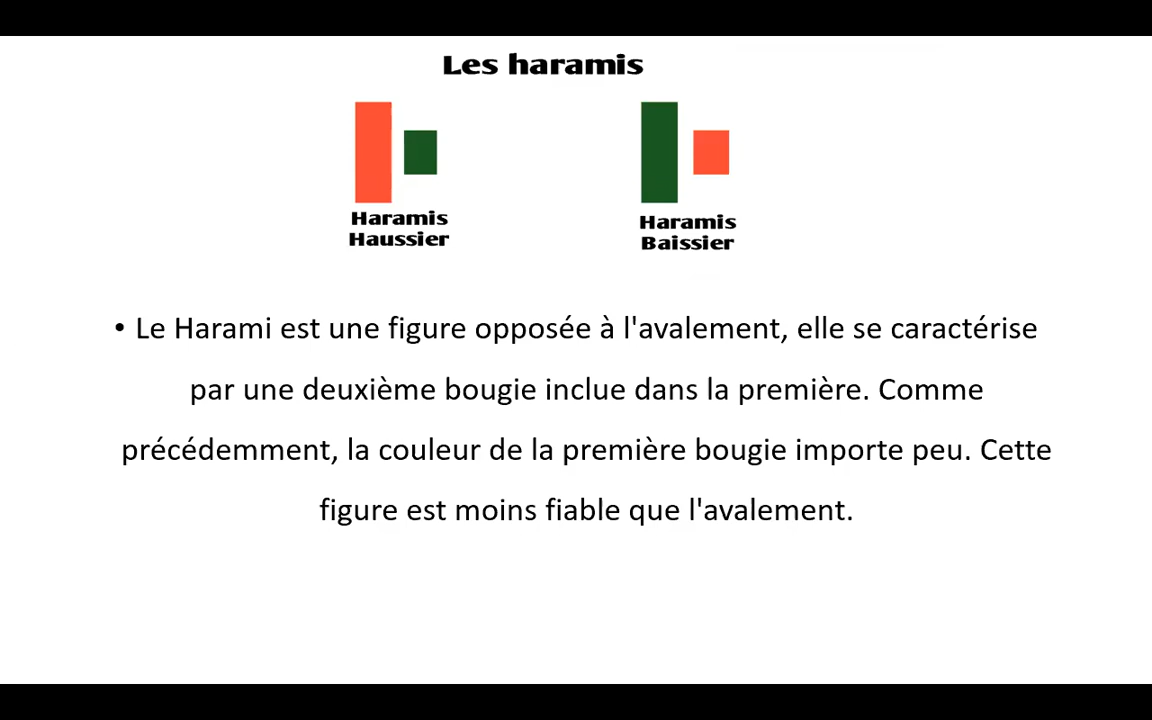 Les haramis
Haramis
Haussier
Haramis
Baissier
• Le Harami est une figure opposée à l'avalement, elle se caractérise
par une deuxième bougie inclue dans la première. Comme
précédemment, la couleur de la première bougie importe peu. Cette
figure est moins fiable que l'avalement.